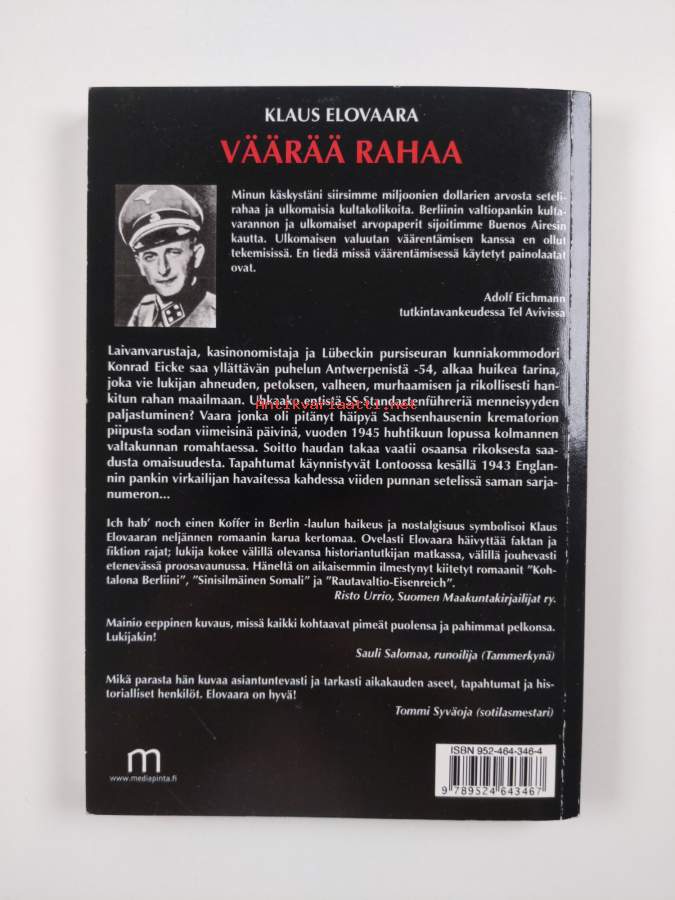 KLAUS ELOVAARA
VÄÄRÄÄ RAHAA
Minun käskystäni siirsimme miljoonien dollarien arvosta seteli-
rahaa ja ulkomaisia kultakolikoita. Berliinin valtiopankin kulta-
varannon ja ulkomaiset arvopaperit sijoitimme Buenos Airesin
kautta. Ulkomaisen valuutan väärentämisen kanssa en ollut
tekemisissä. En tiedä missä väärentämisessä käytetyt painolaatat
ovat.
Adolf Eichmann
tutkintavankeudessa Tel Avivissa
Laivanvarustaja, kasinonomistaja ja Lübeckin pursiseuran kunniakommodori
Konrad Eicke saa yllättävän puhelun Antwerpenistä -54, alkaa huikea tarina,
joka vie lukijan ahneuden, petoksen, valheen, murhaamisen ja rikollisesti han-
kitun rahan maailmaan. Uhkaako entistä SS-Standartenführeriä menneisyyden
Antikvariaatti.net
paljastuminen? Vaara jonka oli pitänyt häipyä Sachsenhausenin krematorion
piipusta sodan viimeisinä päivinä, vuoden 1945 huhtikuun lopussa kolmannen
valtakunnan romahtaessa. Soitto haudan takaa vaatii osaansa rikoksesta saa-
dusta omaisuudesta. Tapahtumat käynnistyvät Lontoossa kesällä 1943 Englan-
nin pankin virkailijan havaitessa kahdessa viiden punnan setelissä saman sarja-
numeron...
Ich hab' noch einen Koffer in Berlin -laulun haikeus ja nostalgisuus symbolisoi Klaus
Elovaaran neljännen romaanin karua kertomaa. Ovelasti Elovaara häivyttää faktan ja
fiktion rajat; lukija kokee välillä olevansa historiantutkijan matkassa, välillä jouhevasti
etenevässä proosavaunussa. Häneltä on aikaisemmin ilmestynyt kiitetyt romaanit "Koh-
talona Berliini", "Sinisilmäinen Somali" ja "Rautavaltio-Eisenreich".
Risto Urrio, Suomen Maakuntakirjailijat ry.
Mainio eeppinen kuvaus, missä kaikki kohtaavat pimeät puolensa ja pahimmat pelkonsa.
Lukijakin!
Sauli Salomaa, runoilija (Tammerkynä)
Mikä parasta hän kuvaa asiantuntevasti ja tarkasti aikakauden aseet, tapahtumat ja his-
torialliset henkilöt. Elovaara on hyvä!
Tommi Syväoja (sotilasmestari)
m
www.mediapinta.fi
ISBN 952-464-346-4
9 789524 643467